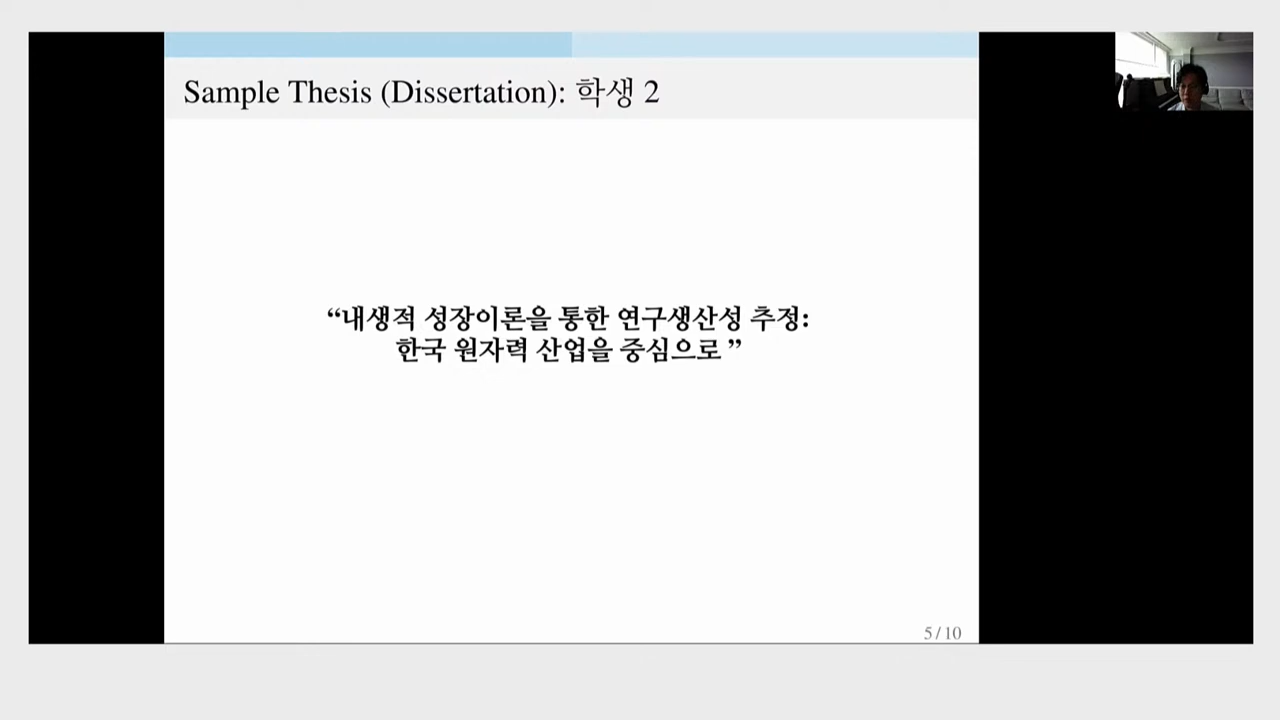 Sample Thesis (Dissertation): 학생 2
“내생적 성장이론을 통한 연구생산성 추정:
한국 원자력 산업을 중심으로 ”
5 / 10